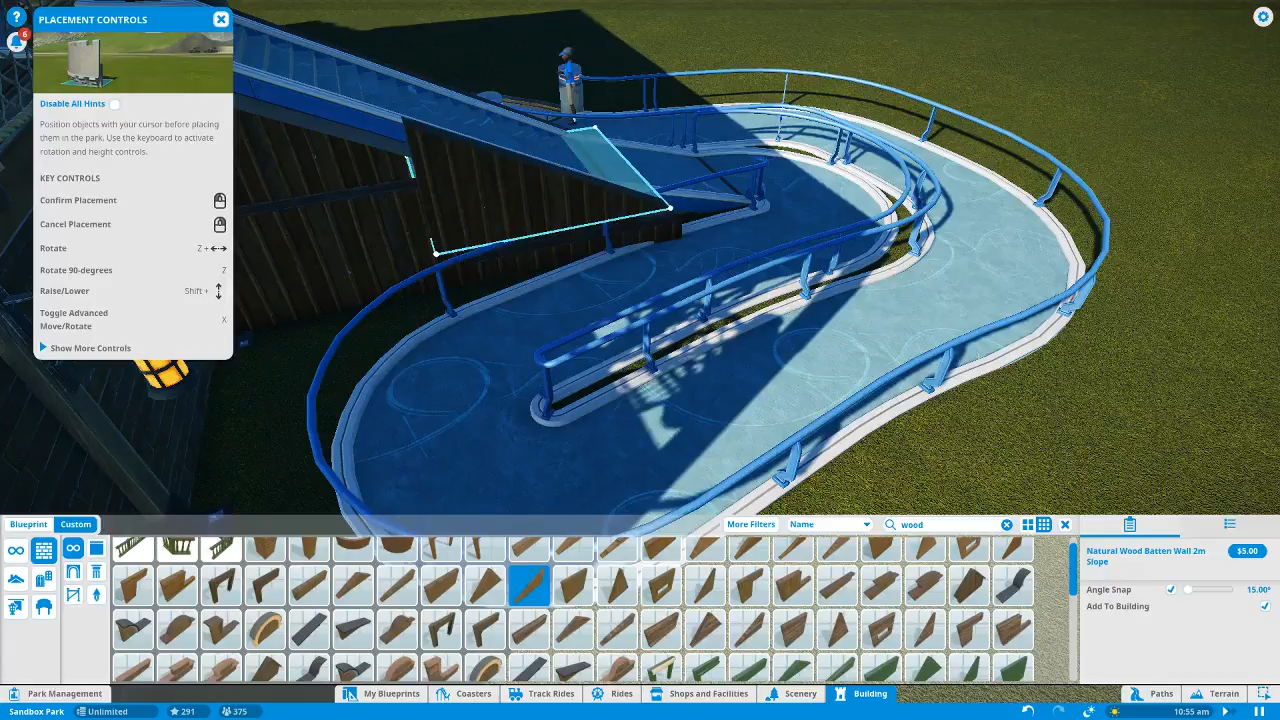 ?
6
PLACEMENT CONTROLS
Disable All Hints
Position objects with your cursor before placing
them in the park. Use the keyboard to activate
rotation and height controls.
KEY CONTROLS
Confirm Placement
Cancel Placement
Rotate Z +
Rotate 90-degrees Z
Raise/Lower Shift +
Toggle Advanced
Move/Rotate X
Show More Controls
Blueprint Custom More Filters Name wood
Natural Wood Batten Wall 2m
Slope $5.00
Angle Snap 15.00°
Add To Building
Park Management My Blueprints Coasters Track Rides Rides Shops and Facilities Scenery Building Paths Terrain
Sandbox Park Unlimited 291 375 10:55 am